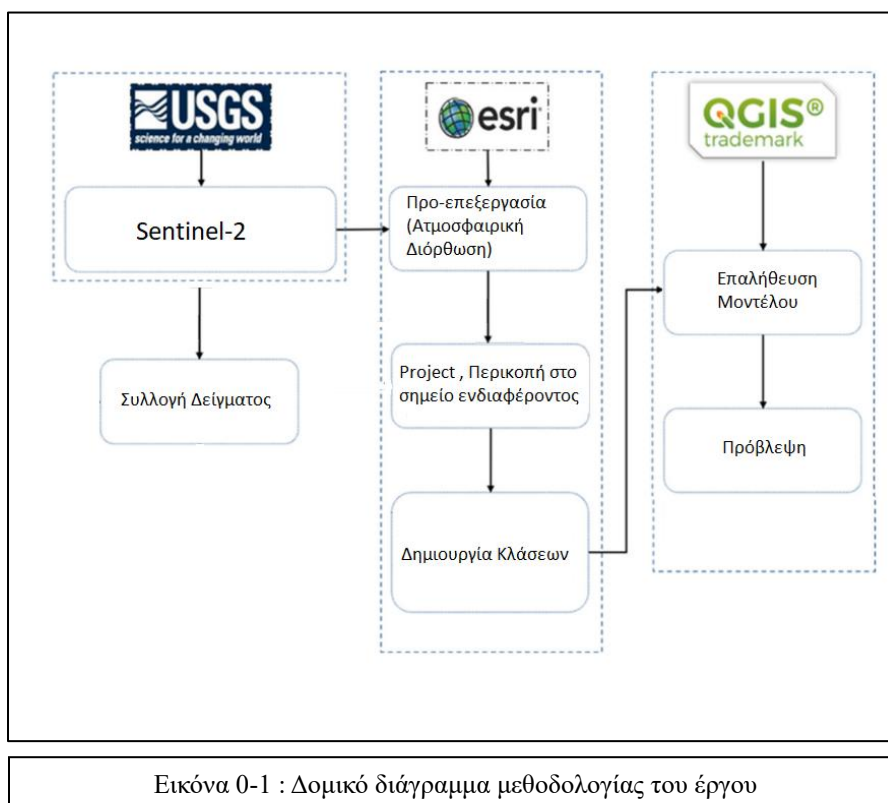 USGS
science for a changing world
Sentinel-2
Συλλογή Δείγματος
esri
Προ-επεξεργασία
(Ατμοσφαιρική
Διόρθωση)
Project , Περικοπή στο
σημείο ενδιαφέροντος
Δημιουργία Κλάσεων
QGIS®
trademark
Επαλήθευση
Μοντέλου
Πρόβλεψη
Εικόνα 0-1 : Δομικό διάγραμμα μεθοδολογίας του έργου